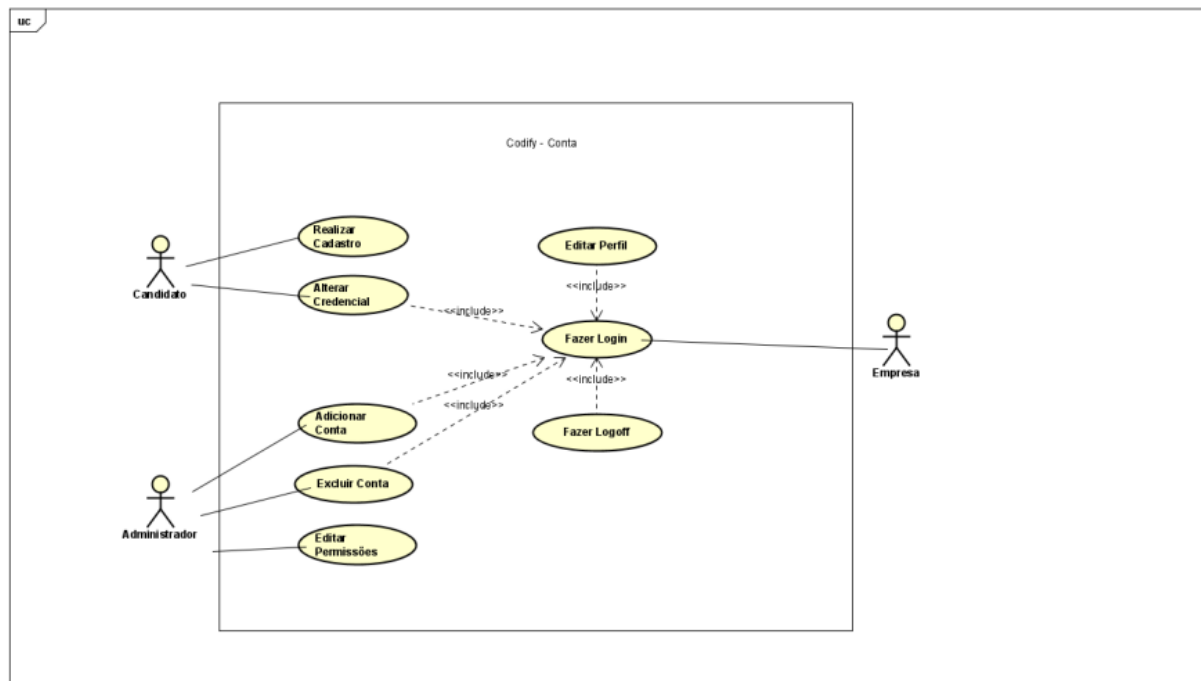 uc
Codify - Conta
Realizar
Cadastro
Editar Perfil
Candidato
Alterar
Credencial
<<include>>
<<include>>
Fazer Login
Empresa
<<include>>
<<include>>
<<include>>
Adicionar
Conta
Fazer Logoff
Excluir Conta
Administrador
Editar
Permissões